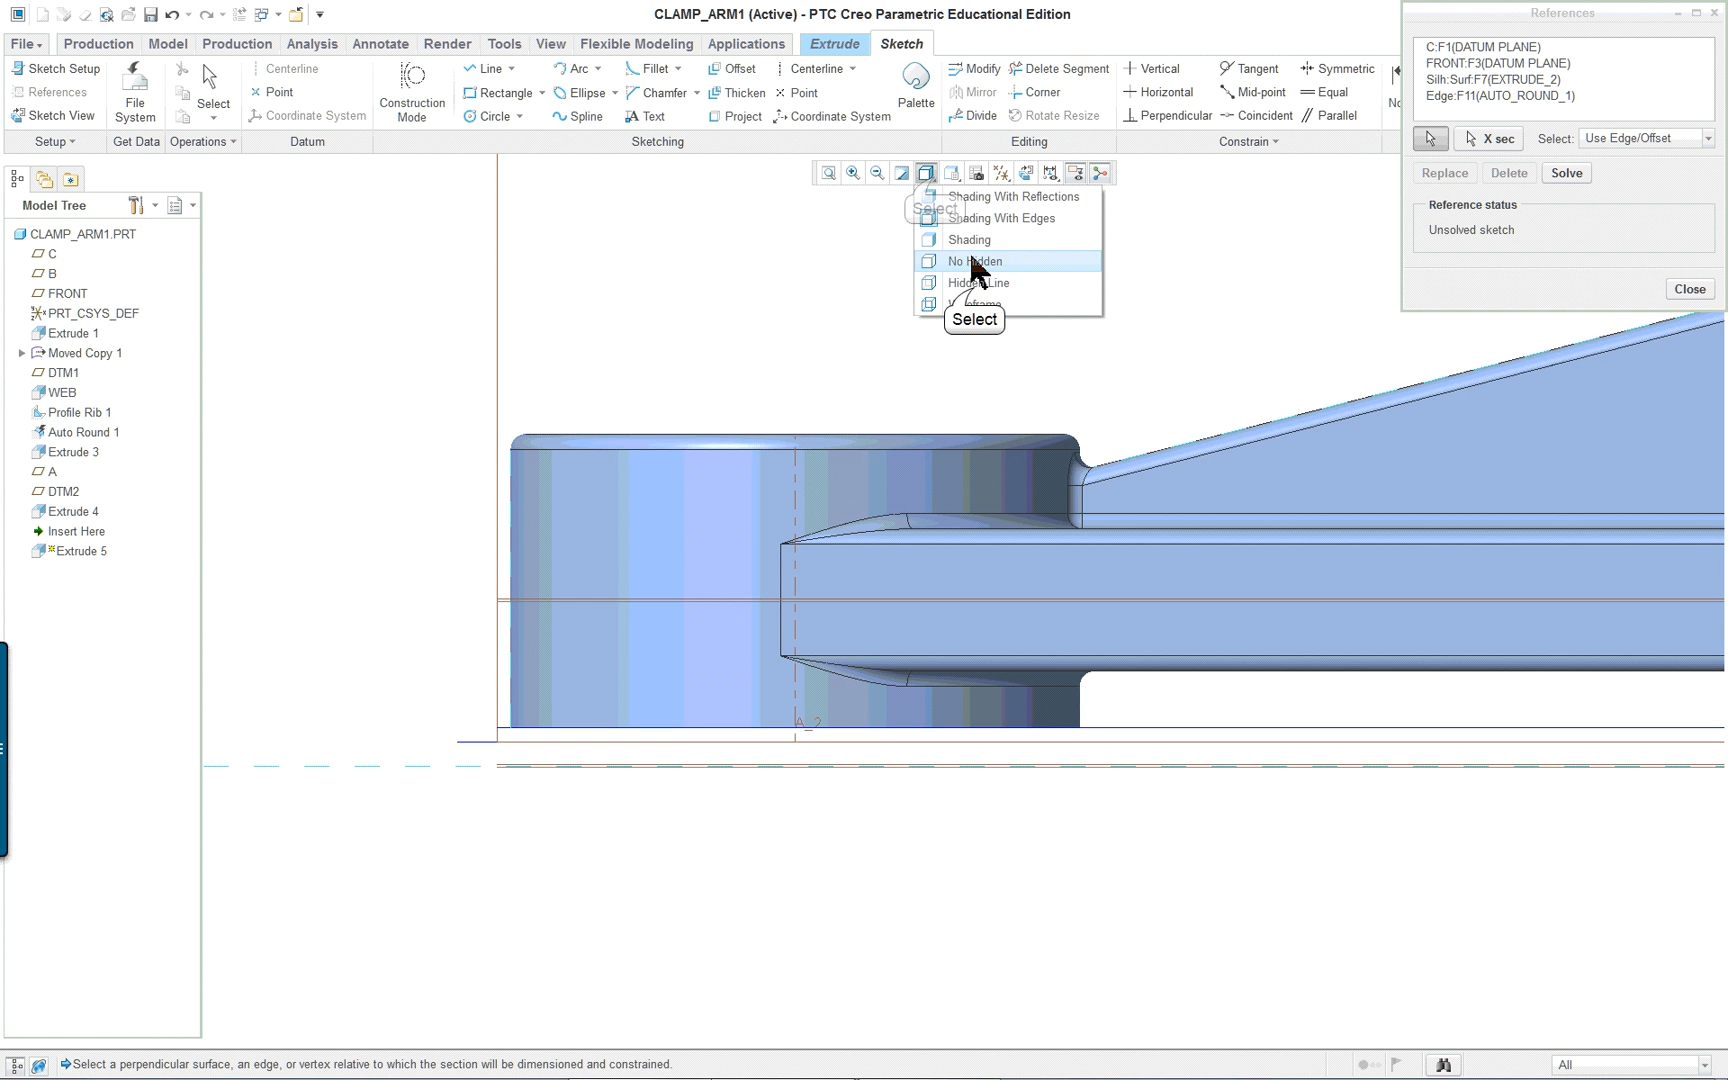 CLAMP_ARM1 (Active) - PTC Creo Parametric Educational Edition
References
File
Production
Model
Production
Analysis
Annotate
Render
Tools
View
Flexible Modeling
Applications
Extrude
Sketch
Sketch Setup
References
Sketch View
File System
Select
Centerline
Point
Coordinate System
Construction Mode
Line
Rectangle
Circle
Arc
Ellipse
Spline
Fillet
Chamfer
Text
Offset
Thicken
Project
Centerline
Point
Coordinate System
Palette
Modify
Mirror
Divide
Delete Segment
Corner
Rotate Resize
Vertical
Horizontal
Perpendicular
Tangent
Mid-point
Coincident
Symmetric
Equal
Parallel
Setup
Get Data
Operations
Datum
Sketching
Editing
Constrain
C:F1(DATUM PLANE)
FRONT:F3(DATUM PLANE)
Silh:Surf:F7(EXTRUDE_2)
Edge:F11(AUTO_ROUND_1)
X sec
Select:
Use Edge/Offset
Replace
Delete
Solve
Reference status
Unsolved sketch
Close
Model Tree
CLAMP_ARM1.PRT
C
B
FRONT
PRT_CSYS_DEF
Extrude 1
Moved Copy 1
DTM1
WEB
Profile Rib 1
Auto Round 1
Extrude 3
A
DTM2
Extrude 4
Insert Here
Extrude 5
Shading With Reflections
Select
Shading With Edges
Shading
No Hidden
Hidden Line
Select
A_2
Select a perpendicular surface, an edge, or vertex relative to which the section will be dimensioned and constrained.
All